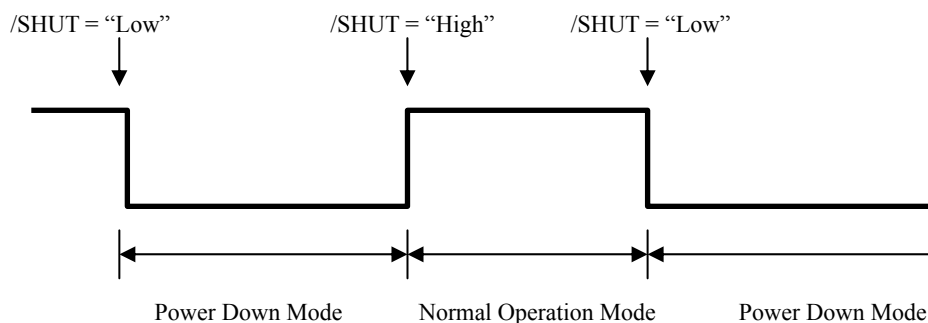 /SHUT = “Low” /SHUT = “High” /SHUT = “Low”
Power Down Mode Normal Operation Mode Power Down Mode